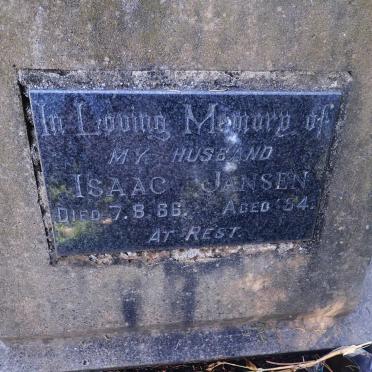 In Loving Memory of
MY HUSBAND
ISAAC JANSEN
DIED 7.8.66. AGED 54.
AT REST.